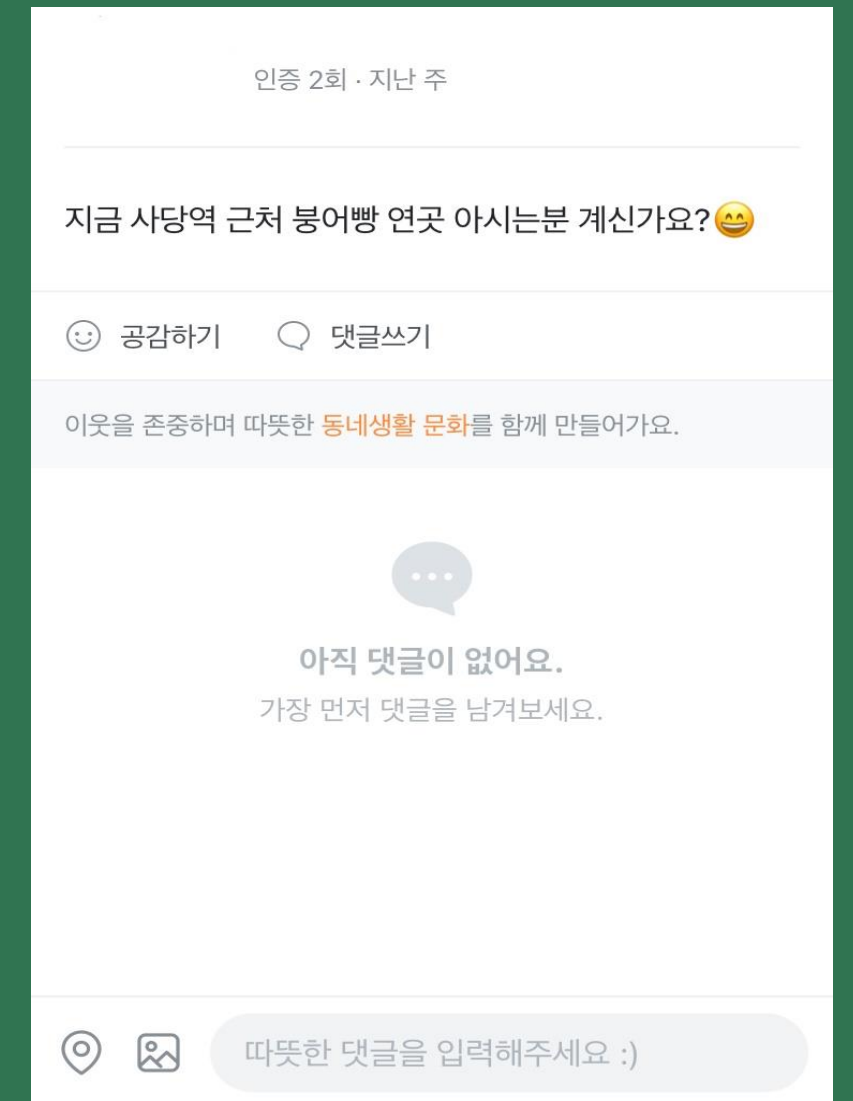 인증 2회 · 지난 주
지금 사당역 근처 붕어빵 연곳 아시는분 계신가요?😄
공감하기 댓글쓰기
이웃을 존중하며 따뜻한 동네생활 문화를 함께 만들어가요.
아직 댓글이 없어요.
가장 먼저 댓글을 남겨보세요.
따뜻한 댓글을 입력해주세요 :)